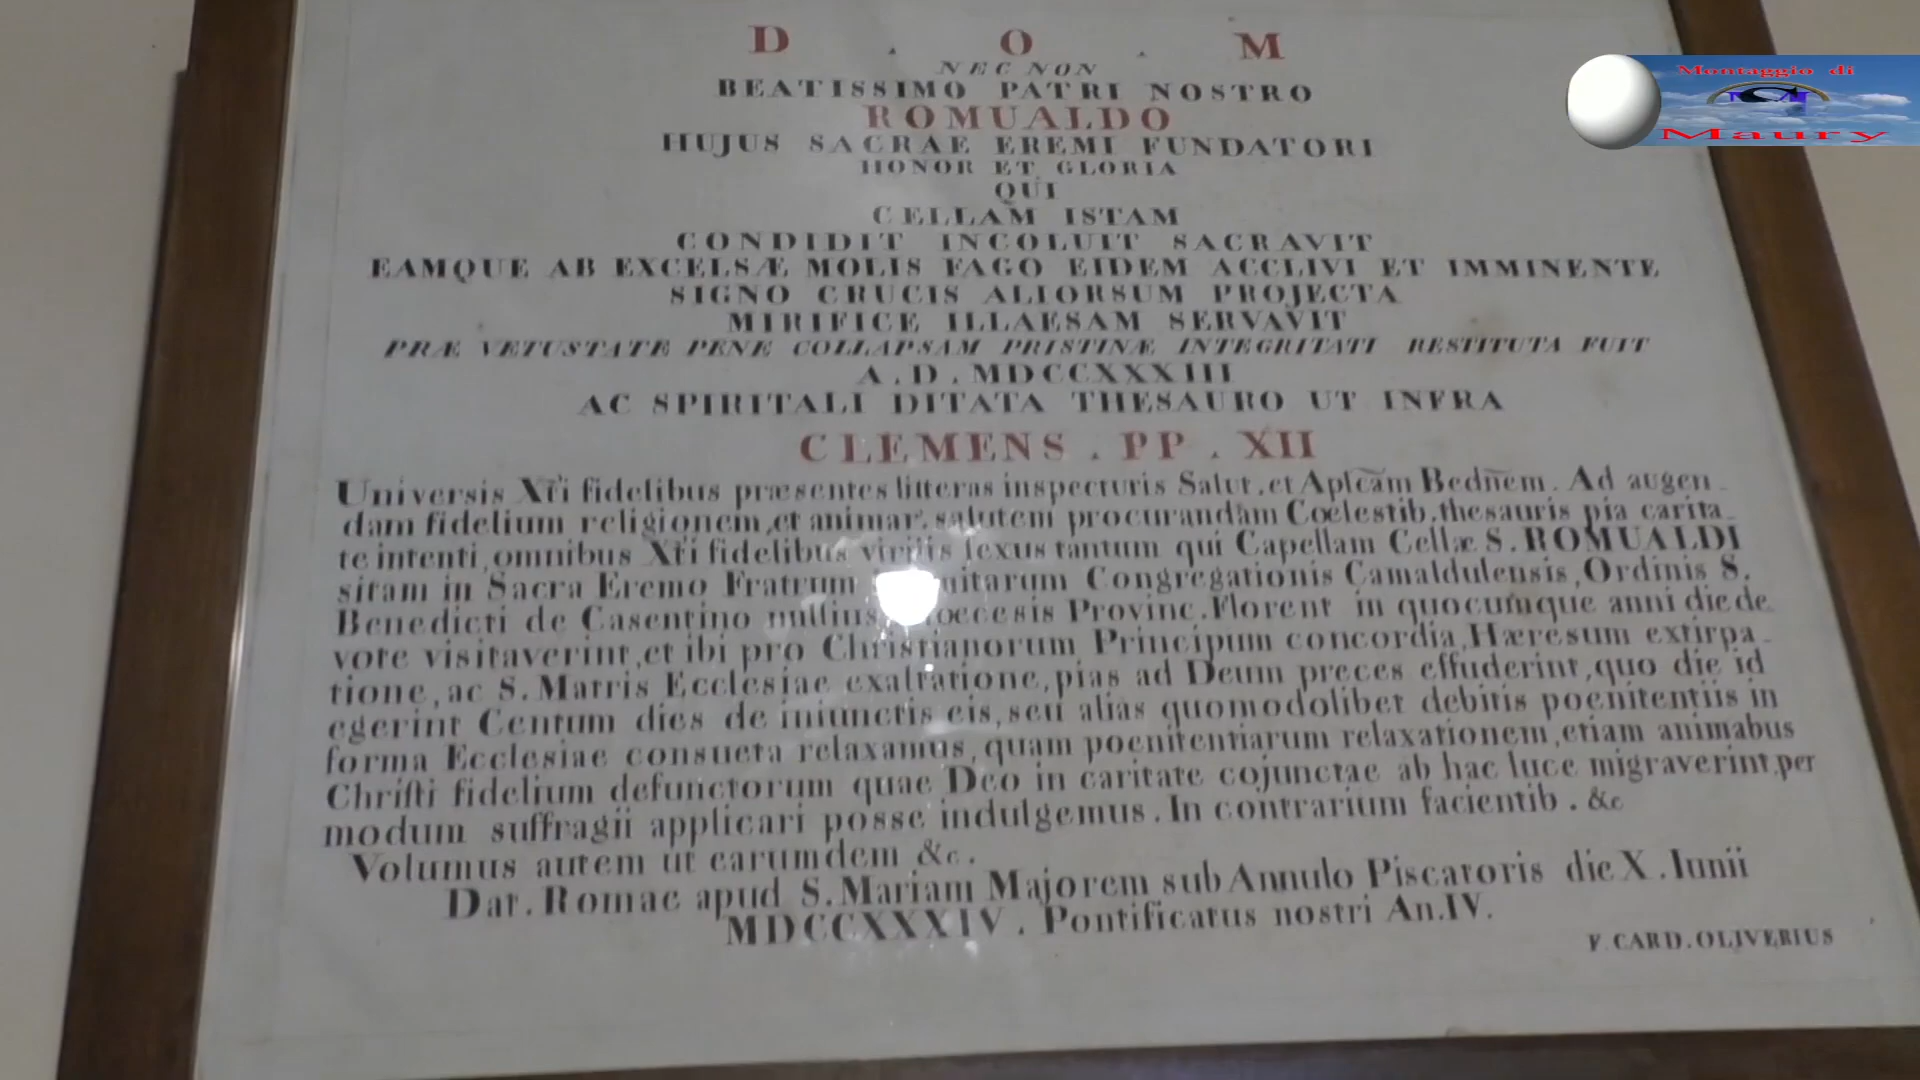 D . O . M
NEC NON
BEATISSIMO PATRI NOSTRO
ROMUALDO
HUJUS SACRAE EREMI FUNDATORI
HONOR ET GLORIA
QUI
CELLAM ISTAM
CONDIDIT INCOLUIT SACRAVIT
EAMQUE AB EXCELSÆ MOLIS FAGO EIDEM ACCLIVI ET IMMINENTE
SIGNO CRUCIS ALIORSUM PROJECTA
MIRIFICE ILLAESAM SERVAVIT
PRÆ VETUSTATE PENE COLLAPSAM PRISTINÆ INTEGRITATI RESTITUTA FUIT
A . D . MDCCXXXIII
AC SPIRITALI DITATA THESAURO UT INFRA
CLEMENS . PP . XII
Universis Xti fidelibus præsentes litteras inspecturis Salut. et Aplcãm Bedñem. Ad augen-
dam fidelium religionem, et animar. salutem procurandam Cœlestib. thesauris pia carita-
te intenti, omnibus Xti fidelibus virilis sexus tantum qui Capellam Cellæ S. ROMUALDI
sitam in Sacra Eremo Fratrum Congregationis Camaldulensis, Ordinis S.
Benedicti de Casentino nullius Provinc. Florent in quocumque anni die de
vote visitaverint, et ibi pro Christianorum Principum concordia, Hæresum extirpa-
tione, ac S. Matris Ecclesiae exaltatione, pias ad Deum preces effuderint, quo die id
egerint Centum dies de iniunctis eis, seu alias quomodolibet debitis poenitentiis in
forma Ecclesiae consueta relaxamus, quam poenitentiarum relaxationem, etiam animabus
Chriſti fidelium defunctorum quae Deo in caritate cojunctae ab hac luce migraverint, per
modum suffragii applicari posse indulgemus. In contrarium facientib. &c
Volumus autem ut earumdem &c.
Dat. Romae apud S. Mariam Majorem sub Annulo Piscatoris die X. Iunii
MDCCXXXIV. Pontificatus nostri An. IV.
F. CARD. OLIVERIUS
Montaggio di
Maury